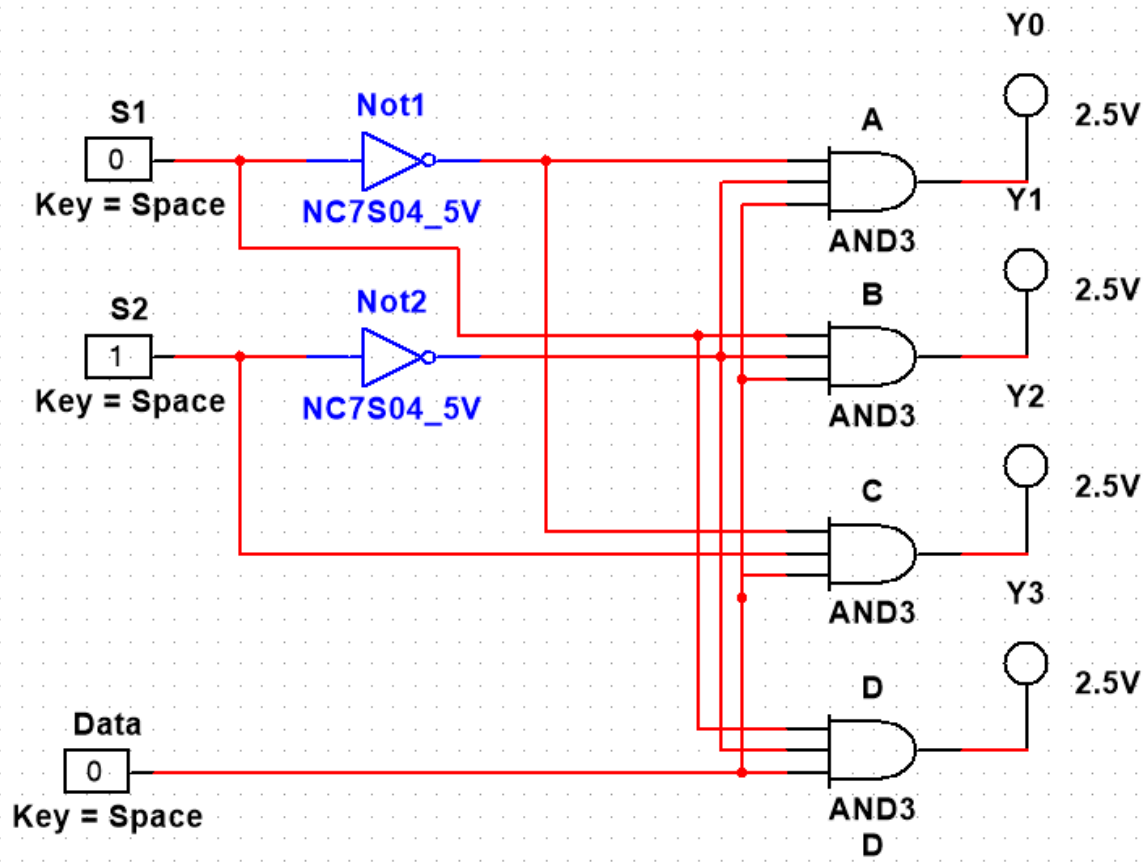 Y0
S1
Not1
A
2.5V
0
Key = Space
NC7S04_5V
Y1
AND3
B
2.5V
S2
Not2
1
Key = Space
NC7S04_5V
Y2
AND3
C
2.5V
Y3
AND3
D
2.5V
Data
0
Key = Space
AND3
D